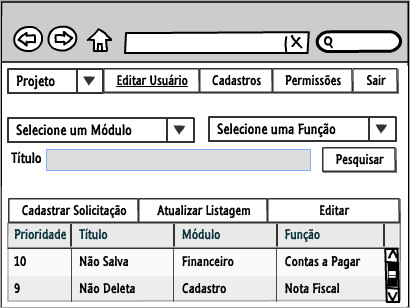 Projeto Editar Usuário Cadastros Permissões Sair
Selecione um Módulo Selecione uma Função
Título Pesquisar
Cadastrar Solicitação Atualizar Listagem Editar
Prioridade Título Módulo Função
10 Não Salva Financeiro Contas a Pagar
9 Não Deleta Cadastro Nota Fiscal